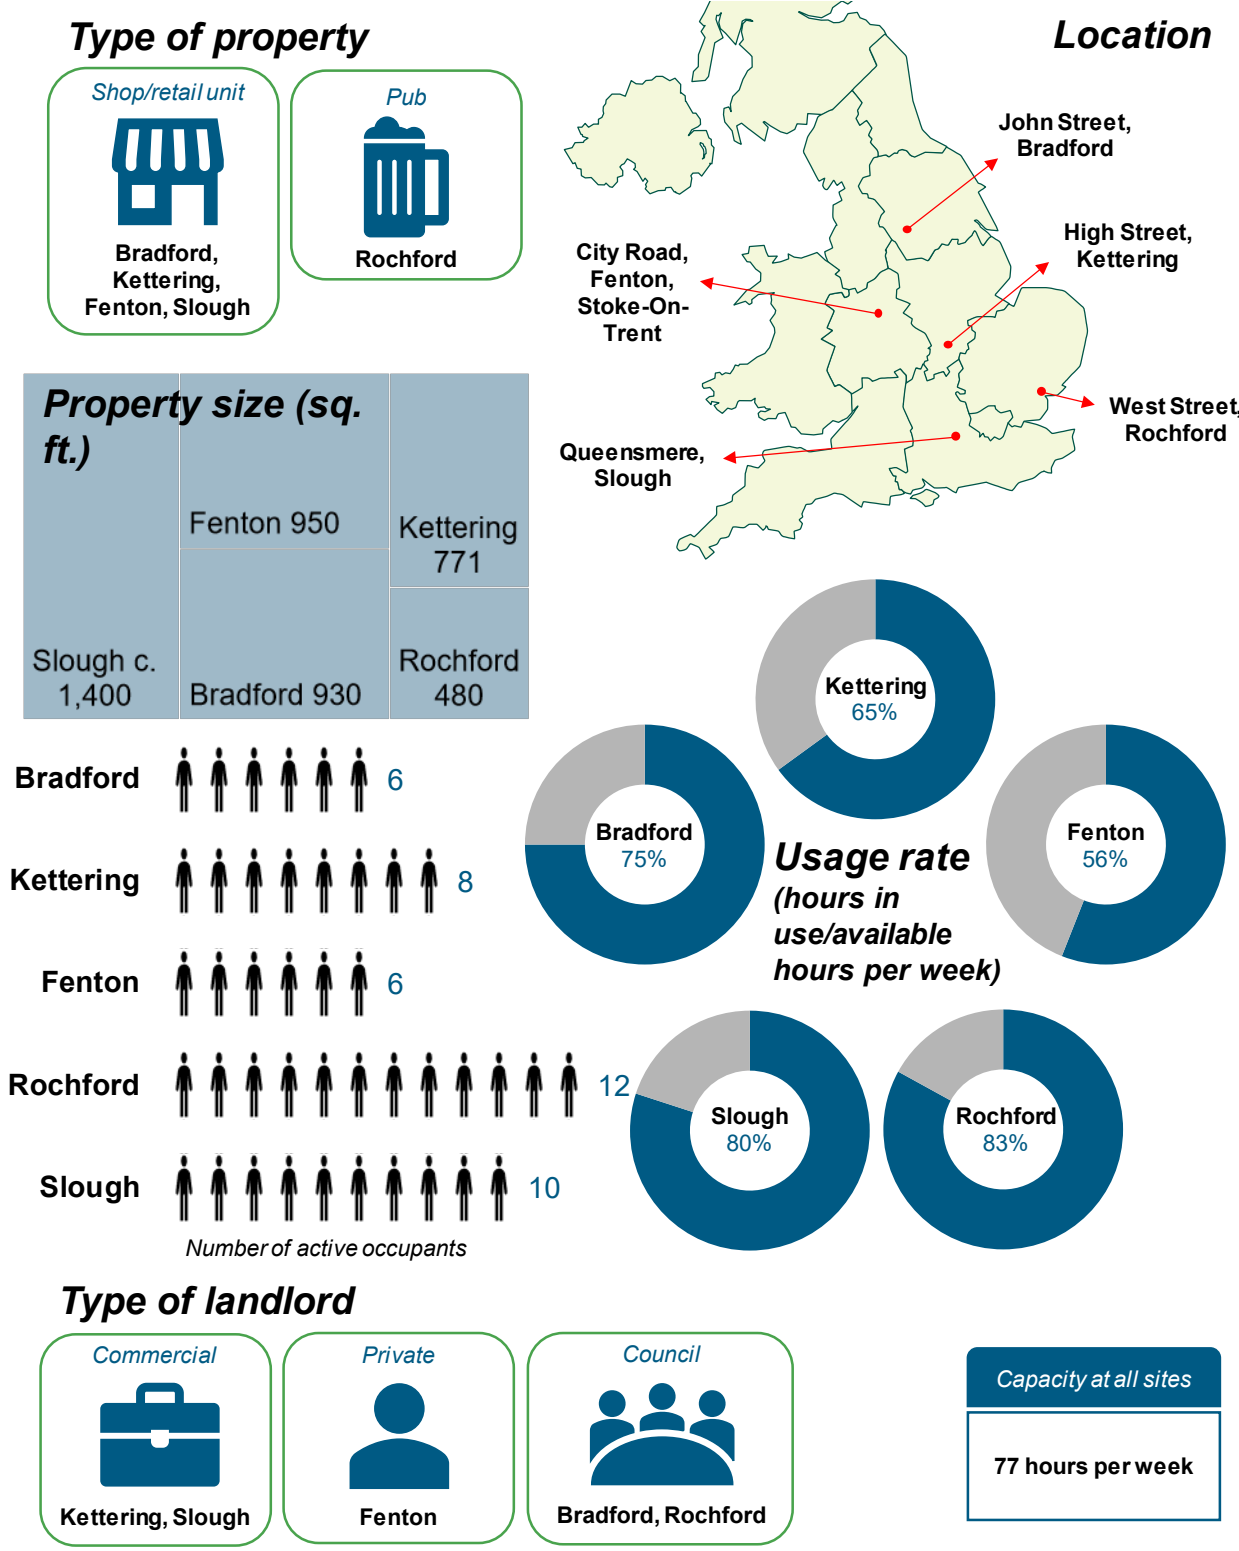 Type of property
Shop/retail unit
Bradford,
Kettering,
Fenton, Slough
Pub
Rochford
Location
John Street,
Bradford
High Street,
Kettering
City Road,
Fenton,
Stoke-On-
Trent
West Street,
Rochford
Queensmere,
Slough
Property size (sq.
ft.)
Slough c.
1,400
Fenton 950
Bradford 930
Kettering
771
Rochford
480
Bradford
6
Kettering
8
Fenton
6
Rochford
12
Slough
10
Number of active occupants
Kettering
65%
Bradford
75%
Fenton
56%
Usage rate
(hours in
use/available
hours per week)
Slough
80%
Rochford
83%
Type of landlord
Commercial
Kettering, Slough
Private
Fenton
Council
Bradford, Rochford
Capacity at all sites
77 hours per week